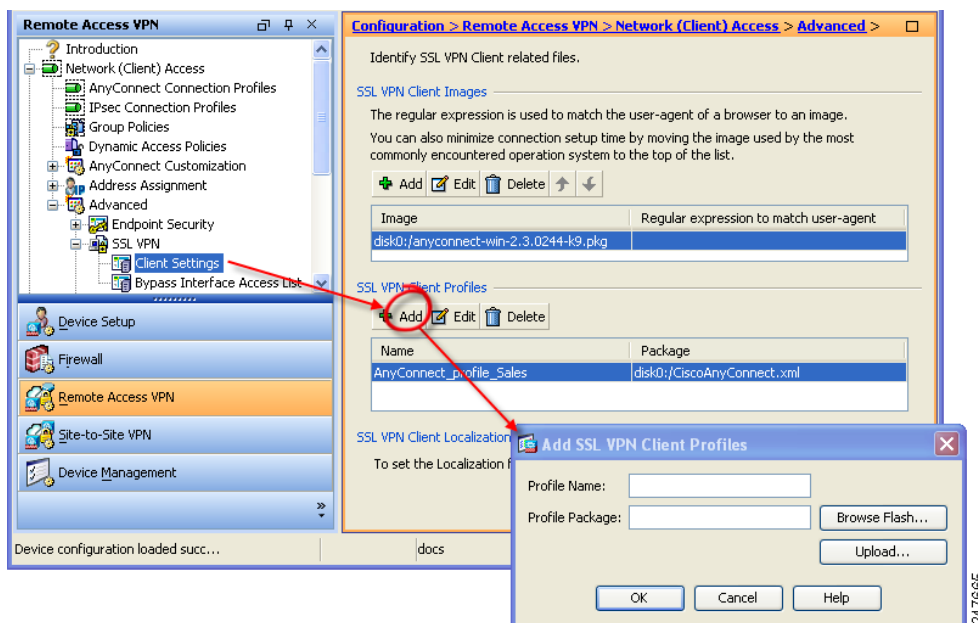 Remote Access VPN
Introduction
Network (Client) Access
AnyConnect Connection Profiles
IPsec Connection Profiles
Group Policies
Dynamic Access Policies
AnyConnect Customization
Address Assignment
Advanced
Endpoint Security
SSL VPN
Client Settings
Bypass Interface Access List
Device Setup
Firewall
Remote Access VPN
Site-to-Site VPN
Device Management
Device configuration loaded succ...
docs
Configuration > Remote Access VPN > Network (Client) Access > Advanced >
Identify SSL VPN Client related files.
SSL VPN Client Images
The regular expression is used to match the user-agent of a browser to an image.
You can also minimize connection setup time by moving the image used by the most
commonly encountered operation system to the top of the list.
Add Edit Delete
Image Regular expression to match user-agent
disk0:/anyconnect-win-2.3.0244-k9.pkg
SSL VPN Client Profiles
Add Edit Delete
Name Package
AnyConnect_profile_Sales disk0:/CiscoAnyConnect.xml
SSL VPN Client Localization
To set the Localization
Add SSL VPN Client Profiles
Profile Name:
Profile Package: Browse Flash...
Upload...
OK Cancel Help